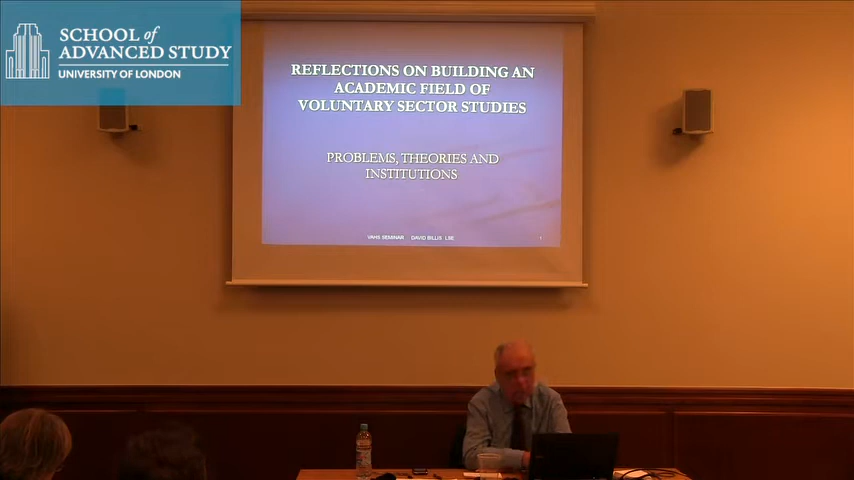 SCHOOL of
ADVANCED STUDY
UNIVERSITY OF LONDON
REFLECTIONS ON BUILDING AN
ACADEMIC FIELD OF
VOLUNTARY SECTOR STUDIES
PROBLEMS, THEORIES AND
INSTITUTIONS
VAHS SEMINAR DAVID BILLIS- LSE 1